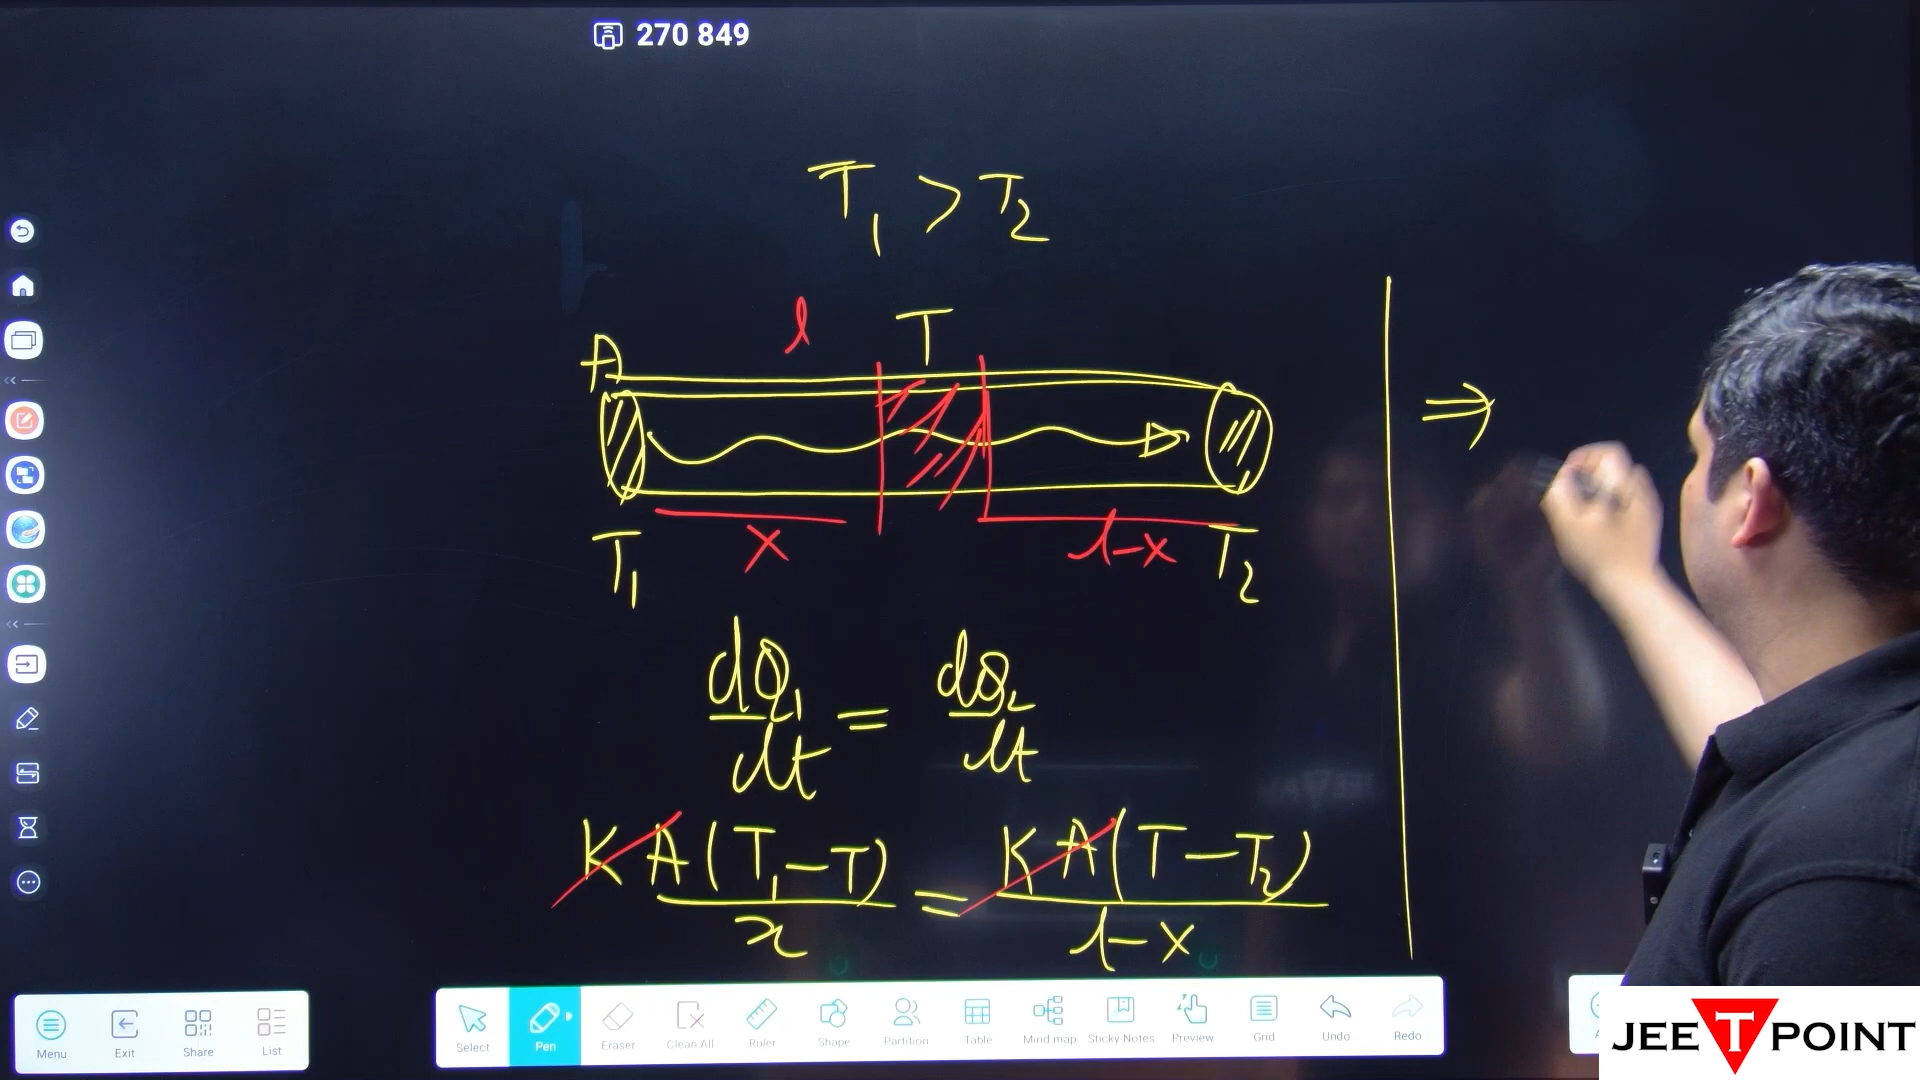 270 849
T₁ > T₂
l T
A
x l-x
T₁ T₂
dQ₁/dt = dQ₂/dt
KA(T₁-T)/x = KA(T-T₂)/l-x
⇒
Menu Exit Share List
Select Pen Eraser Clean All Ruler Shape Partition Table Mind map Sticky-Notes Preview Grid Undo Redo
JEE T POINT